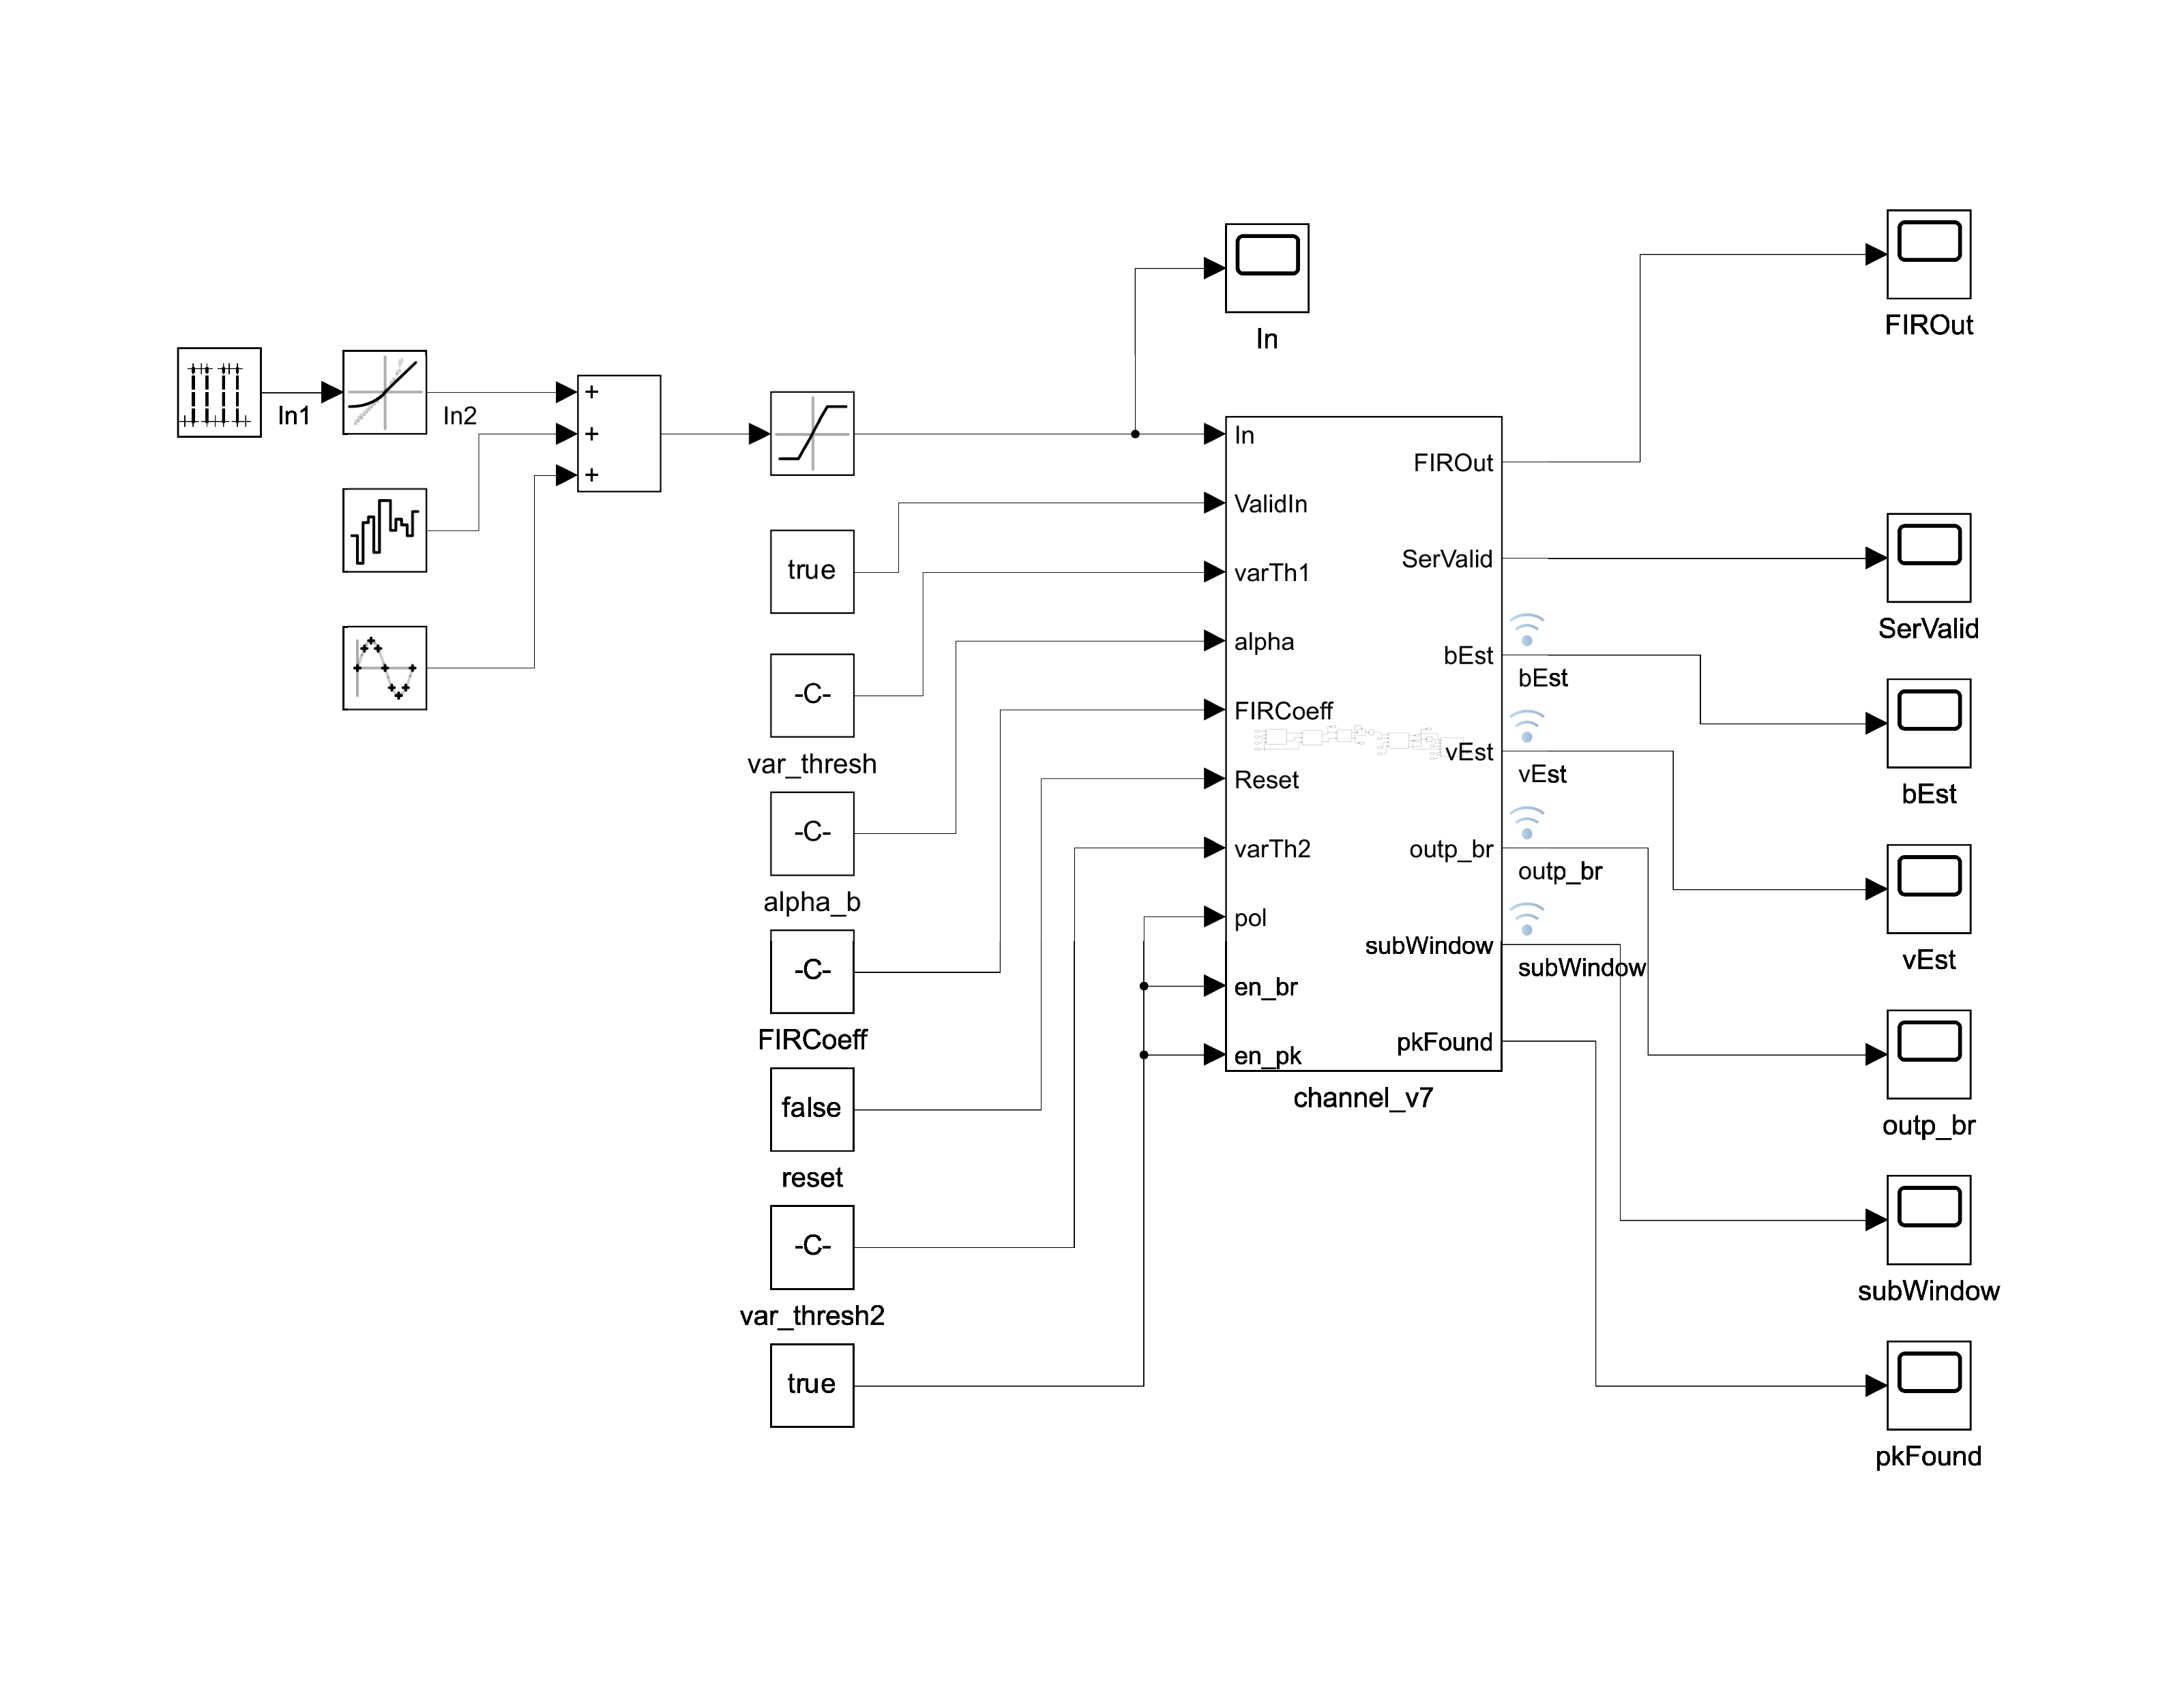 In1
In2
+
+
+
true
-C-
var_thresh
-C-
alpha_b
-C-
FIRCoeff
false
reset
-C-
var_thresh2
true
In
In
ValidIn
varTh1
alpha
FIRCoeff
Reset
varTh2
pol
en_br
en_pk
FIROut
SerValid
bEst
vEst
outp_br
subWindow
pkFound
channel_v7
bEst
vEst
outp_br
subWindow
FIROut
SerValid
bEst
vEst
outp_br
subWindow
pkFound